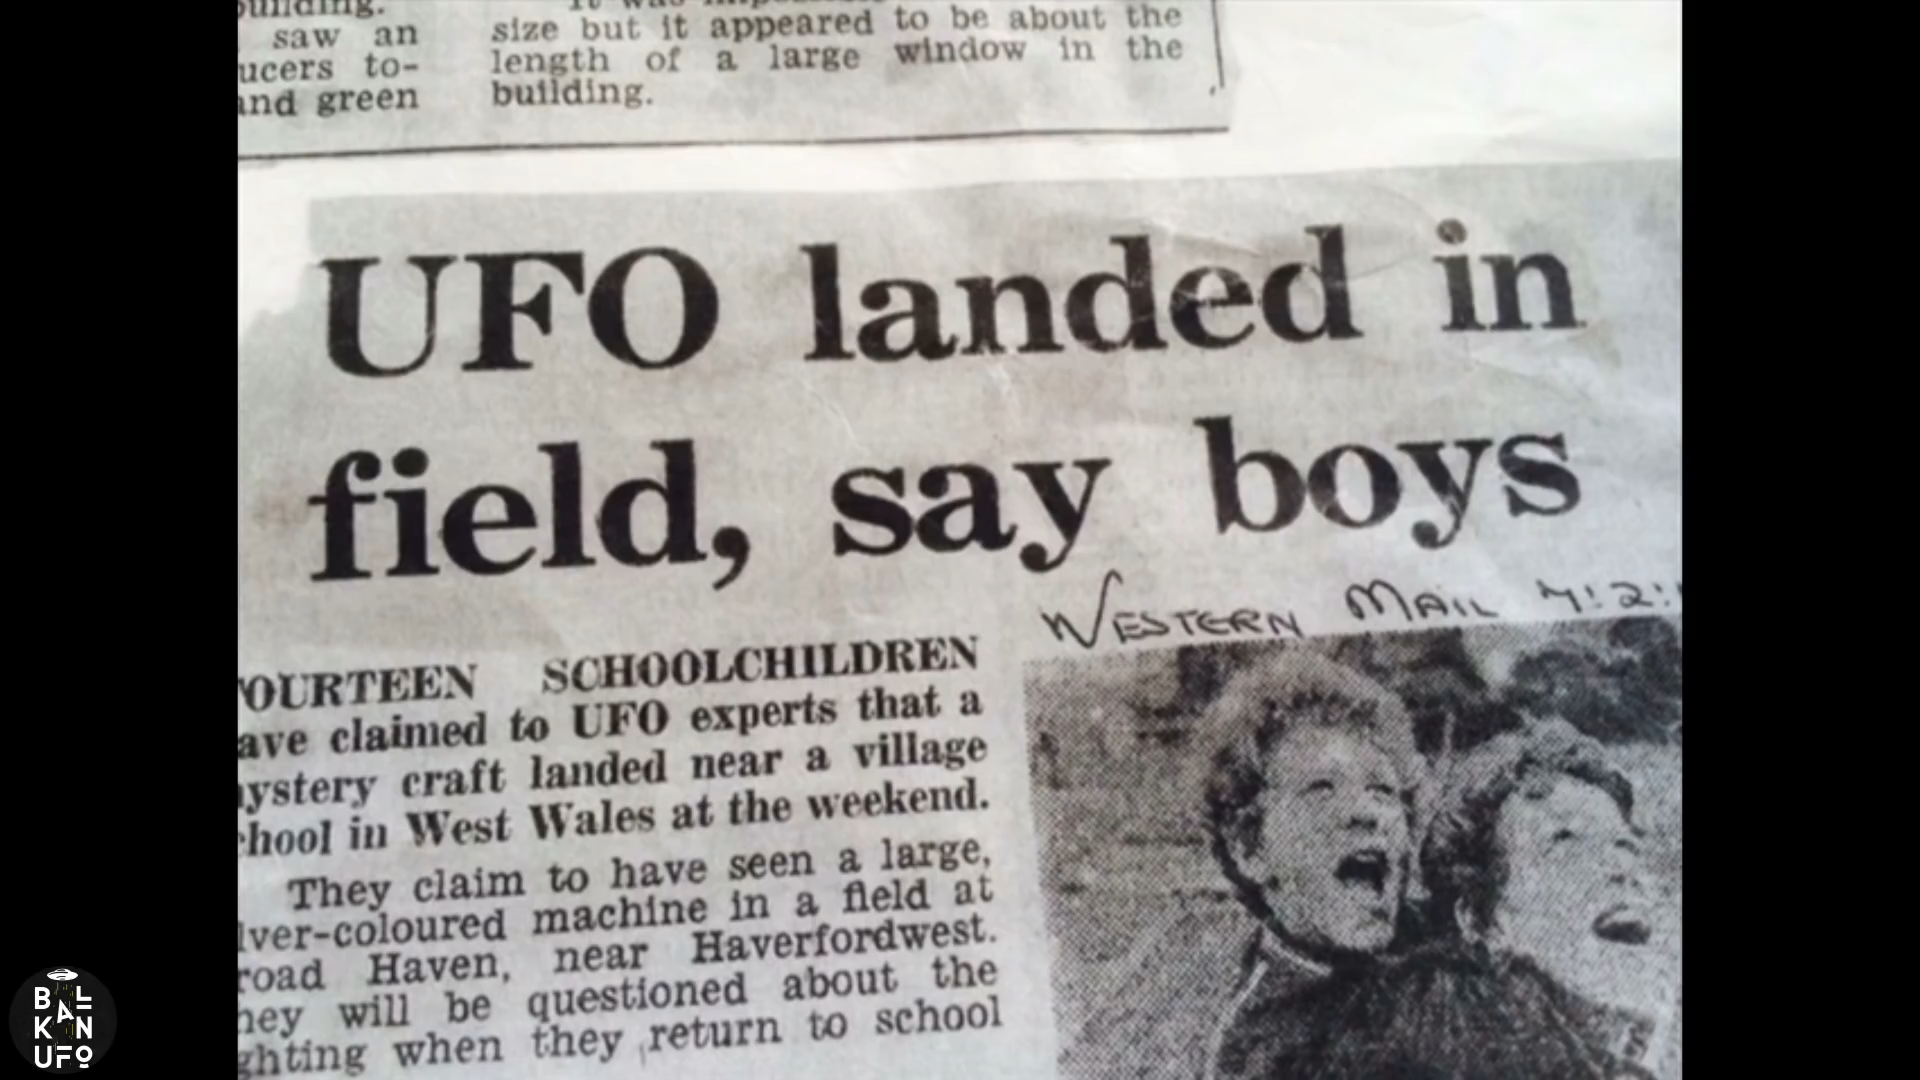 saw an
ucers to-
and green
size but it appeared to be about the
length of a large window in the
building.
UFO landed in
field, say boys
WESTERN MAIL 7:2:
OURTEEN SCHOOLCHILDREN
ave claimed to UFO experts that a
ystery craft landed near a village
chool in West Wales at the weekend.
They claim to have seen a large,
lver-coloured machine in a field at
road Haven, near Haverfordwest.
hey will be questioned about the
ghting when they return to school
BALKAN UFO